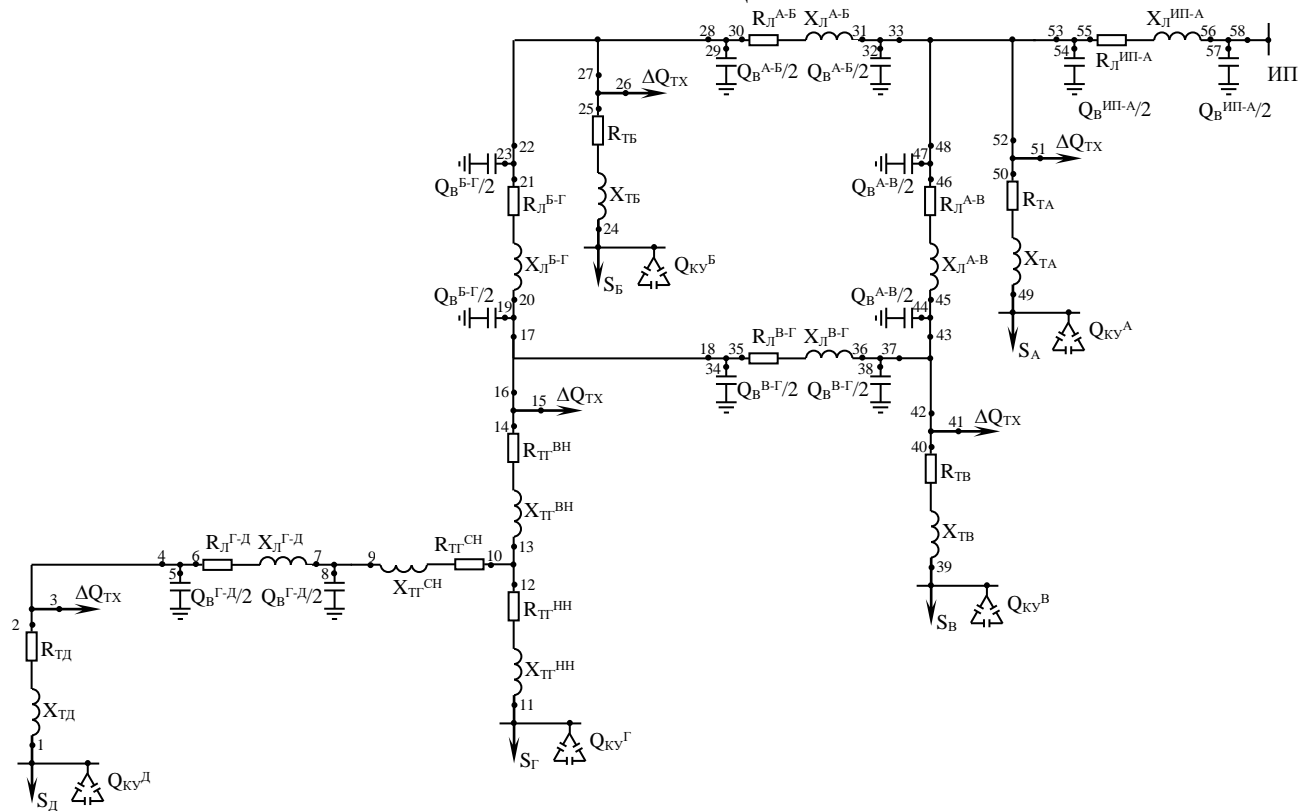 R_Л^А-Б X_Л^А-Б X_Л^ИП-А
28 30 31 33 53 55 56 58
29 32 54 57
Q_В^А-Б/2 Q_В^А-Б/2 R_Л^ИП-А ИП
27 ΔQ_ТХ
26
25
Q_В^ИП-А/2 Q_В^ИП-А/2
R_ТБ
22 48 52 ΔQ_ТХ
23 47 51
Q_В^Б-Г/2 21 Q_В^А-В/2 46 50
R_Л^Б-Г X_ТБ R_Л^А-В R_ТА
24
X_Л^Б-Г Q_КУ^Б X_Л^А-В X_ТА
S_Б
Q_В^Б-Г/2 20 Q_В^А-В/2 45 49
19 44
17 43 Q_КУ^А
R_Л^В-Г X_Л^В-Г S_А
18 35 36 37
34 38
Q_В^В-Г/2 Q_В^В-Г/2
16 ΔQ_ТХ
15 42 ΔQ_ТХ
14 41
R_ТГ^ВН 40
R_ТВ
X_ТГ^ВН
X_ТВ
R_Л^Г-Д X_Л^Г-Д R_ТГ^СН 13
4 6 7 9 10
5 8 X_ТГ^СН 12 39
3 ΔQ_ТХ Q_В^Г-Д/2 Q_В^Г-Д/2 R_ТГ^НН Q_КУ^В
2 S_В
R_ТД
X_ТГ^НН
X_ТД 11
1 Q_КУ^Г
S_Г
Q_КУ^Д
S_Д